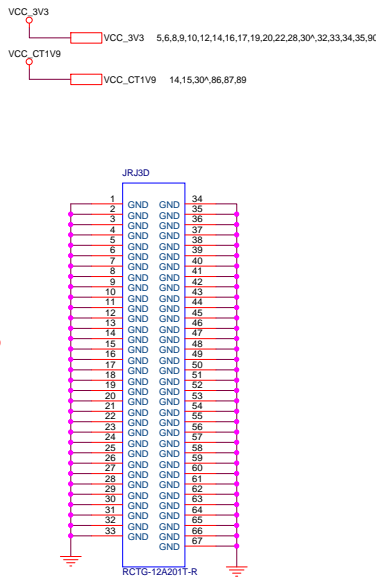 VCC_3V3
VCC_3V3 5,6,8,9,10,12,14,16,17,19,20,22,28,30^,32,33,34,35,90
VCC_CT1V9
VCC_CT1V9 14,15,30^,86,87,89
JRJ3D
1 GND GND 34
2 GND GND 35
3 GND GND 36
4 GND GND 37
5 GND GND 38
6 GND GND 39
7 GND GND 40
8 GND GND 41
9 GND GND 42
10 GND GND 43
11 GND GND 44
12 GND GND 45
13 GND GND 46
14 GND GND 47
15 GND GND 48
16 GND GND 49
17 GND GND 50
18 GND GND 51
19 GND GND 52
20 GND GND 53
21 GND GND 54
22 GND GND 55
23 GND GND 56
24 GND GND 57
25 GND GND 58
26 GND GND 59
27 GND GND 60
28 GND GND 61
29 GND GND 62
30 GND GND 63
31 GND GND 64
32 GND GND 65
33 GND GND 66
GND 67
RCTG-12A201T-R